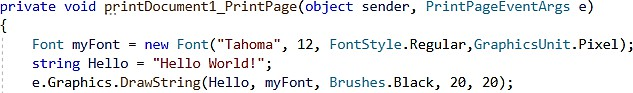 private void printDocument1_PrintPage(object sender, PrintPageEventArgs e)
{
Font myFont = new Font("Tahoma", 12, FontStyle.Regular,GraphicsUnit.Pixel);
string Hello = "Hello World!";
e.Graphics.DrawString(Hello, myFont, Brushes.Black, 20, 20);